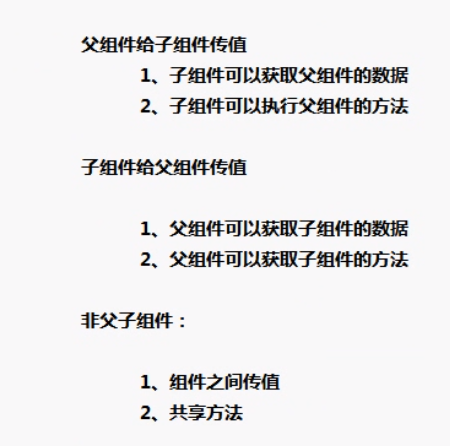 父组件给子组件传值
1、子组件可以获取父组件的数据
2、子组件可以执行父组件的方法
子组件给父组件传值
1、父组件可以获取子组件的数据
2、父组件可以获取子组件的方法
非父子组件：
1、组件之间传值
2、共享方法